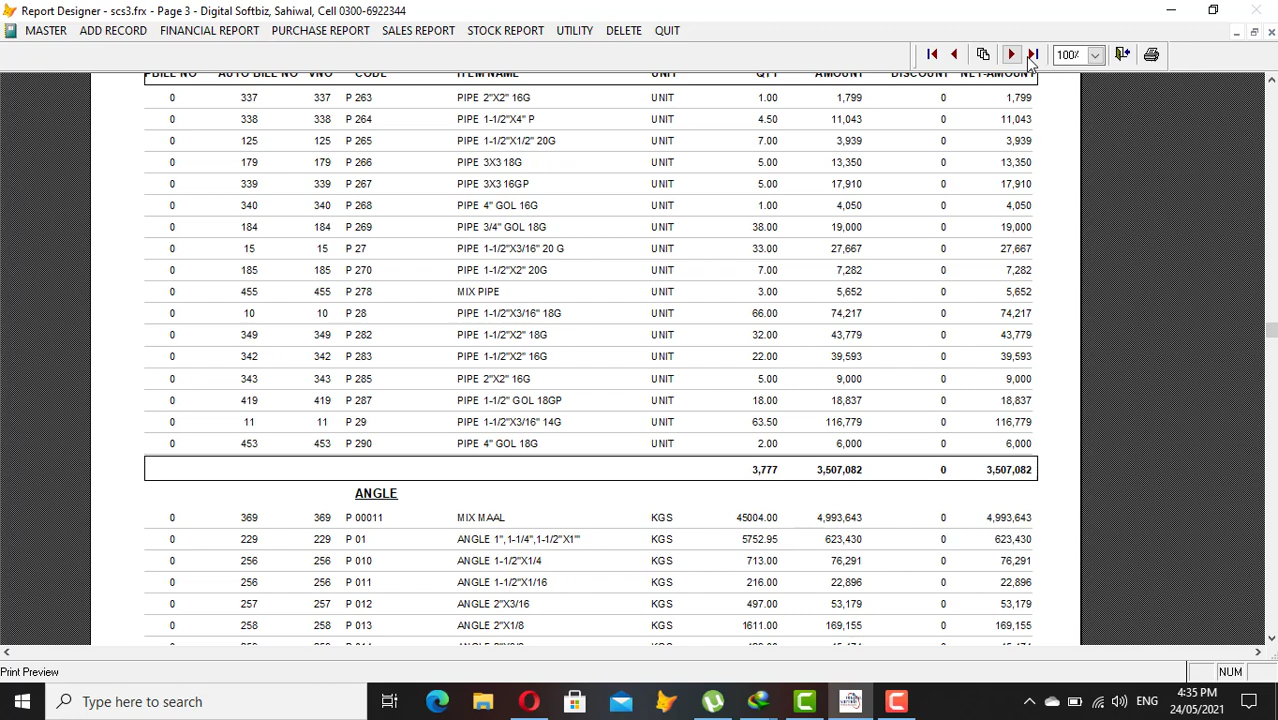 Report Designer - scs3.frx - Page 3 - Digital Softbiz, Sahiwal, Cell 0300-6922344
MASTER ADD RECORD FINANCIAL REPORT PURCHASE REPORT SALES REPORT STOCK REPORT UTILITY DELETE QUIT
100%
PBILL NO AUTO BILL NO VNO CODE ITEM NAME UNIT QTY AMOUNT DISCOUNT NET-AMOUNT
0 337 337 P 263 PIPE 2"X2" 16G UNIT 1.00 1,799 0 1,799
0 338 338 P 264 PIPE 1-1/2"X4" P UNIT 4.50 11,043 0 11,043
0 125 125 P 265 PIPE 1-1/2"X1/2" 20G UNIT 7.00 3,939 0 3,939
0 179 179 P 266 PIPE 3X3 18G UNIT 5.00 13,350 0 13,350
0 339 339 P 267 PIPE 3X3 16GP UNIT 5.00 17,910 0 17,910
0 340 340 P 268 PIPE 4" GOL 16G UNIT 1.00 4,050 0 4,050
0 184 184 P 269 PIPE 3/4" GOL 18G UNIT 38.00 19,000 0 19,000
0 15 15 P 27 PIPE 1-1/2"X3/16" 20 G UNIT 33.00 27,667 0 27,667
0 185 185 P 270 PIPE 1-1/2"X2" 20G UNIT 7.00 7,282 0 7,282
0 455 455 P 278 MIX PIPE UNIT 3.00 5,652 0 5,652
0 10 10 P 28 PIPE 1-1/2"X3/16" 18G UNIT 66.00 74,217 0 74,217
0 349 349 P 282 PIPE 1-1/2"X2" 18G UNIT 32.00 43,779 0 43,779
0 342 342 P 283 PIPE 1-1/2"X2" 16G UNIT 22.00 39,593 0 39,593
0 343 343 P 285 PIPE 2"X2" 16G UNIT 5.00 9,000 0 9,000
0 419 419 P 287 PIPE 1-1/2" GOL 18GP UNIT 18.00 18,837 0 18,837
0 11 11 P 29 PIPE 1-1/2"X3/16" 14G UNIT 63.50 116,779 0 116,779
0 453 453 P 290 PIPE 4" GOL 18G UNIT 2.00 6,000 0 6,000
3,777 3,507,082 0 3,507,082
ANGLE
0 369 369 P 00011 MIX MAAL KGS 45004.00 4,993,643 0 4,993,643
0 229 229 P 01 ANGLE 1",1-1/4",1-1/2"X1"' KGS 5752.95 623,430 0 623,430
0 256 256 P 010 ANGLE 1-1/2"X1/4 KGS 713.00 76,291 0 76,291
0 256 256 P 011 ANGLE 1-1/2"X1/16 KGS 216.00 22,896 0 22,896
0 257 257 P 012 ANGLE 2"X3/16 KGS 497.00 53,179 0 53,179
0 258 258 P 013 ANGLE 2"X1/8 KGS 1611.00 169,155 0 169,155
Print Preview NUM
Type here to search ENG 4:35 PM
24/05/2021